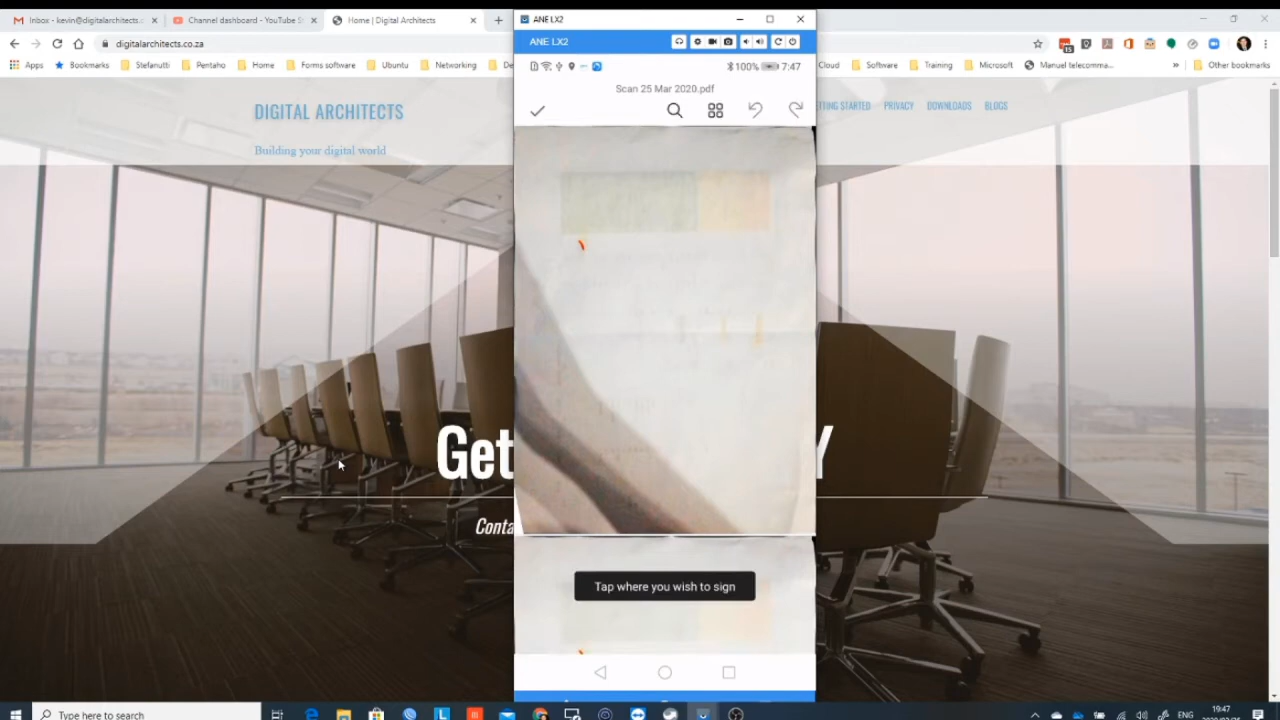 Inbox - kevin@digitalarchitects.c
Channel dashboard - YouTube St
Home | Digital Architects
ANE LX2
digitalarchitects.co.za
ANE LX2
Apps
Bookmarks
Stefanutti
Pentaho
Home
Forms software
Ubuntu
Networking
De
Cloud
Software
Training
Microsoft
Manuel telecomma...
Other bookmarks
100%
7:47
Scan 25 Mar 2020.pdf
DIGITAL ARCHITECTS
Building your digital world
ETTING STARTED
PRIVACY
DOWNLOADS
BLOGS
Get
Y
Conta
Tap where you wish to sign
Type here to search
ENG
19:47